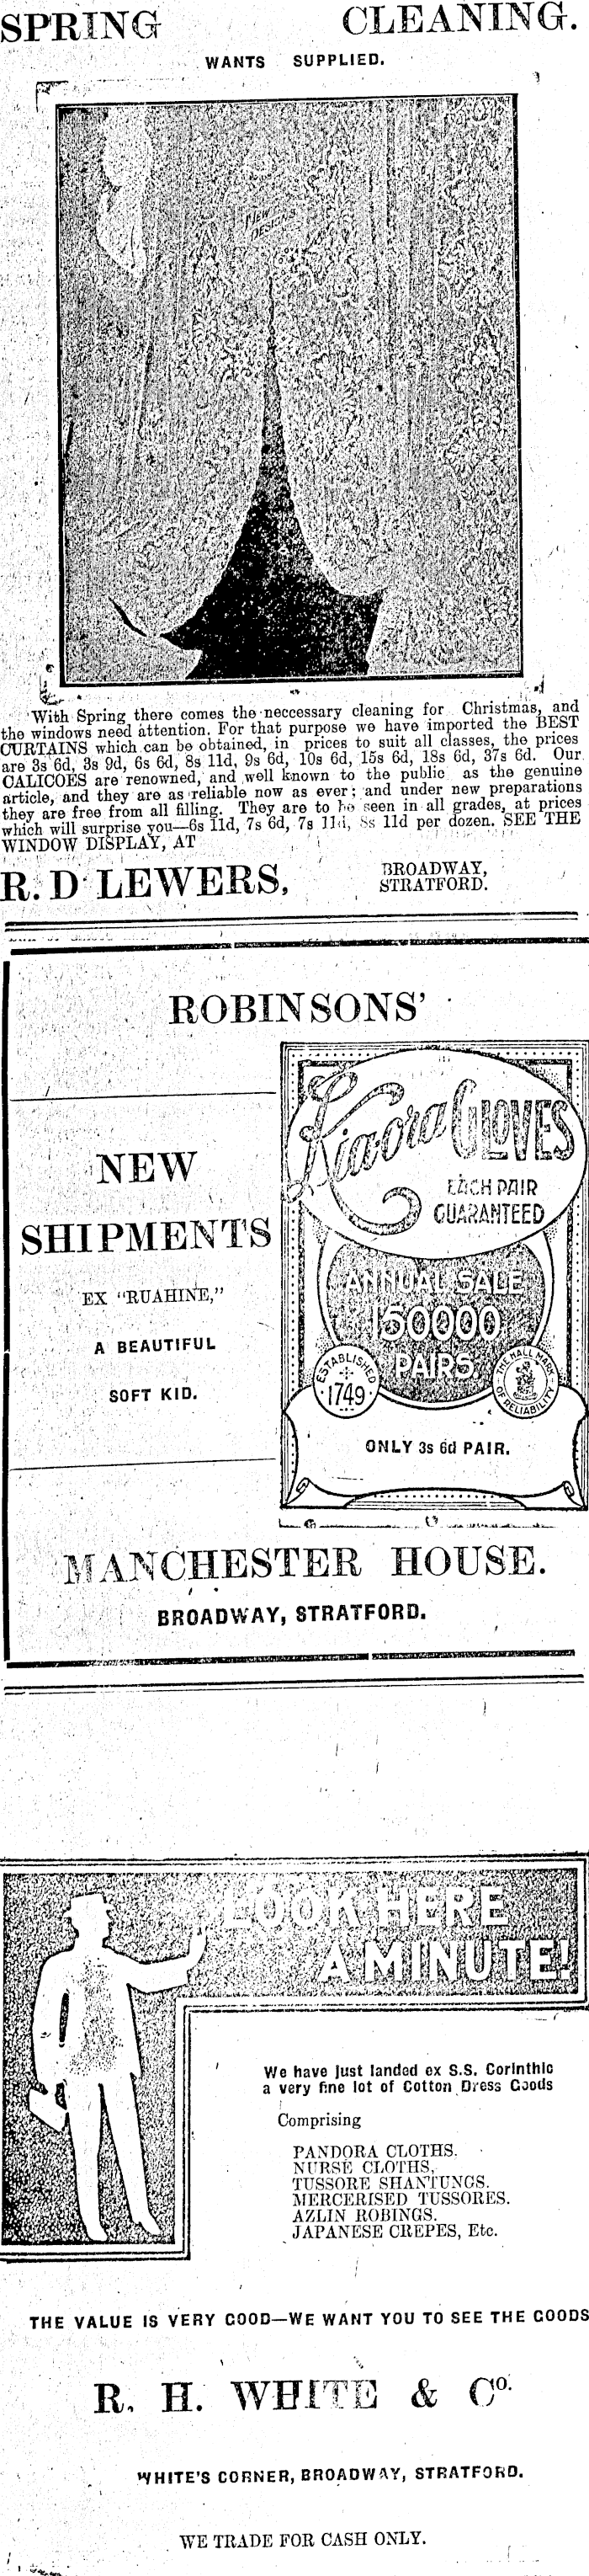 SPRING CLEANING.
WANTS SUPPLIED.
NEW
DESIGNS
With Spring there comes the neccessary cleaning for Christmas, and
the windows need attention. For that purpose we have imported the BEST
CURTAINS which can be obtained, in prices to suit all classes, the prices
are 3s 6d, 3s 9d, 6s 6d, 8s 11d, 9s 6d, 10s 6d, 15s 6d, 18s 6d, 37s 6d. Our
CALICOES are renowned, and well known to the public as the genuine
article, and they are as reliable now as ever; and under new preparations
they are free from all filling. They are to be seen in all grades, at prices
which will surprise you—6s 11d, 7s 6d, 7s 11d, 8s 11d per dozen. SEE THE
WINDOW DISPLAY, AT
R. D LEWERS,
BROADWAY,
STRATFORD.
ROBINSONS'
NEW
SHIPMENTS
EX "RUAHINE,"
A BEAUTIFUL
SOFT KID.
Kiaora GLOVES
EACH PAIR
GUARANTEED
ANNUAL SALE
150000
PAIRS
ESTABLISHED
1749
THE HALL MARK
OF RELIABILITY
ONLY 3s 6d PAIR.
MANCHESTER HOUSE.
BROADWAY, STRATFORD.
LOOK HERE
A MINUTE!
We have just landed ex S.S. Corinthic
a very fine lot of Cotton Dress Goods
Comprising
PANDORA CLOTHS.
NURSE CLOTHS,
TUSSORE SHANTUNGS.
MERCERISED TUSSORES.
AZLIN ROBINGS.
JAPANESE CREPES, Etc.
THE VALUE IS VERY GOOD—WE WANT YOU TO SEE THE GOODS
R. H. WHITE & Co.
WHITE'S CORNER, BROADWAY, STRATFORD.
WE TRADE FOR CASH ONLY.